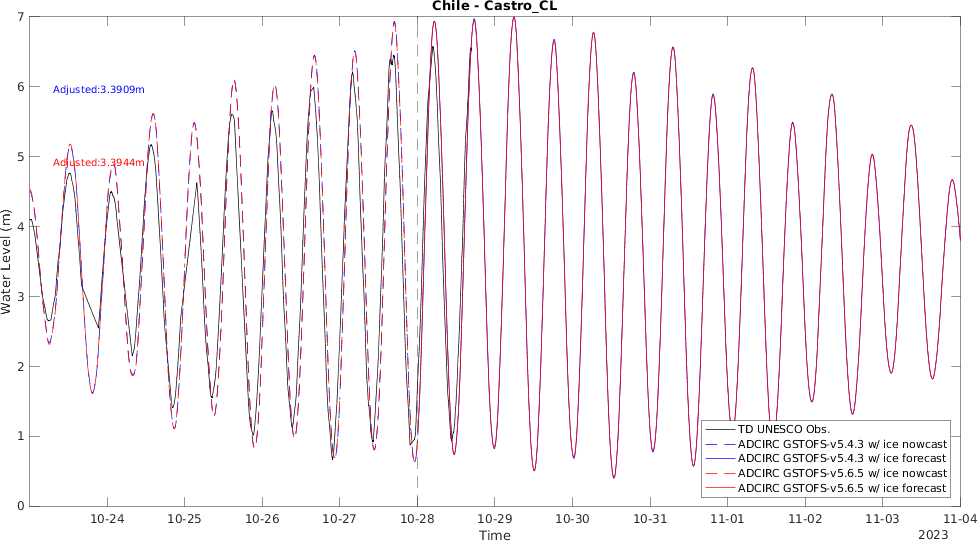 Chile - Castro_CL
7
6
5
4
3
2
1
0
Water Level (m)
Adjusted:3.3909m
Adjusted:3.3944m
TD UNESCO Obs.
ADCIRC GSTOFS-v5.4.3 w/ ice nowcast
ADCIRC GSTOFS-v5.4.3 w/ ice forecast
ADCIRC GSTOFS-v5.6.5 w/ ice nowcast
ADCIRC GSTOFS-v5.6.5 w/ ice forecast
10-24 10-25 10-26 10-27 10-28 10-29 10-30 10-31 11-01 11-02 11-03 11-04
Time
2023